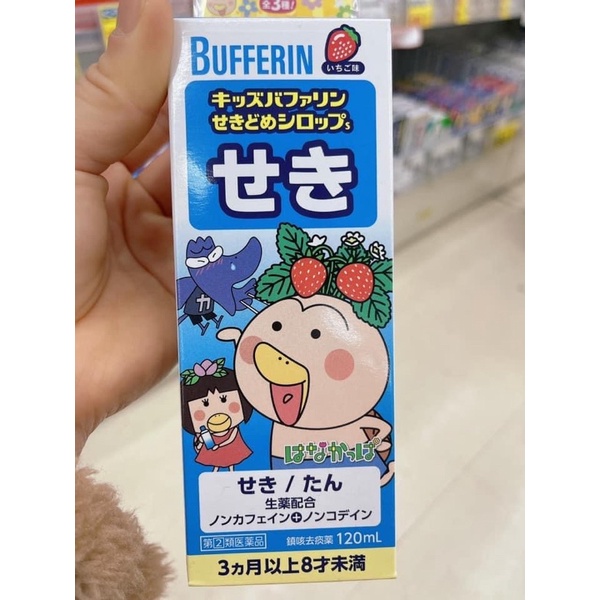 全3種!
BUFFERIN
いちご味
キッズバファリン
せきどめシロップS
せき
カ
はなかっぱ
せき / たん
生薬配合
ノンカフェイン+ノンコデイン
第②類医薬品
鎮咳去痰薬 120mL
3ヵ月以上8才未満